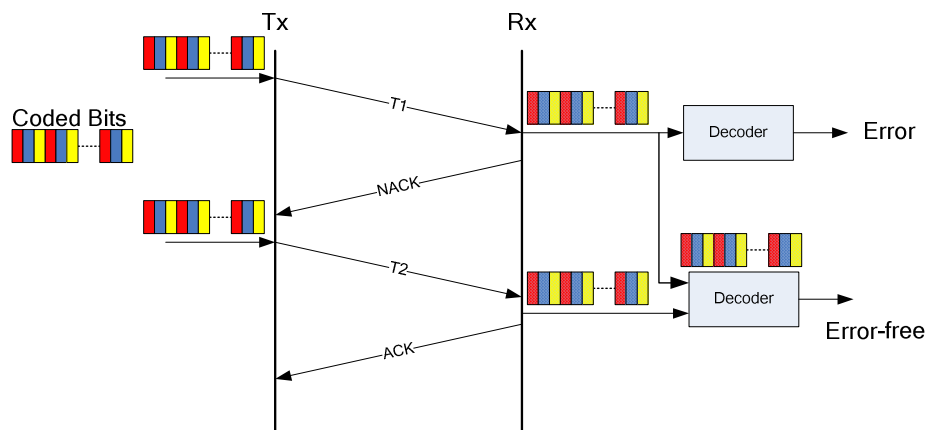 Tx
Rx
T1
Coded Bits
Decoder
Error
NACK
T2
Decoder
Error-free
ACK